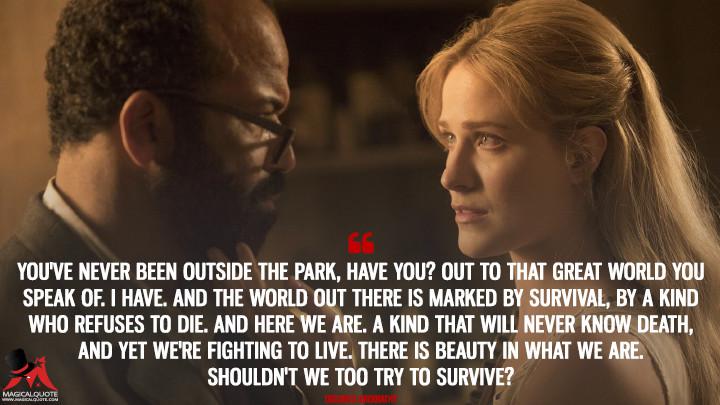 YOU'VE NEVER BEEN OUTSIDE THE PARK, HAVE YOU? OUT TO THAT GREAT WORLD YOU
SPEAK OF. I HAVE. AND THE WORLD OUT THERE IS MARKED BY SURVIVAL, BY A KIND
WHO REFUSES TO DIE. AND HERE WE ARE. A KIND THAT WILL NEVER KNOW DEATH,
AND YET WE'RE FIGHTING TO LIVE. THERE IS BEAUTY IN WHAT WE ARE.
SHOULDN'T WE TOO TRY TO SURVIVE?
MAGICALQUOTE